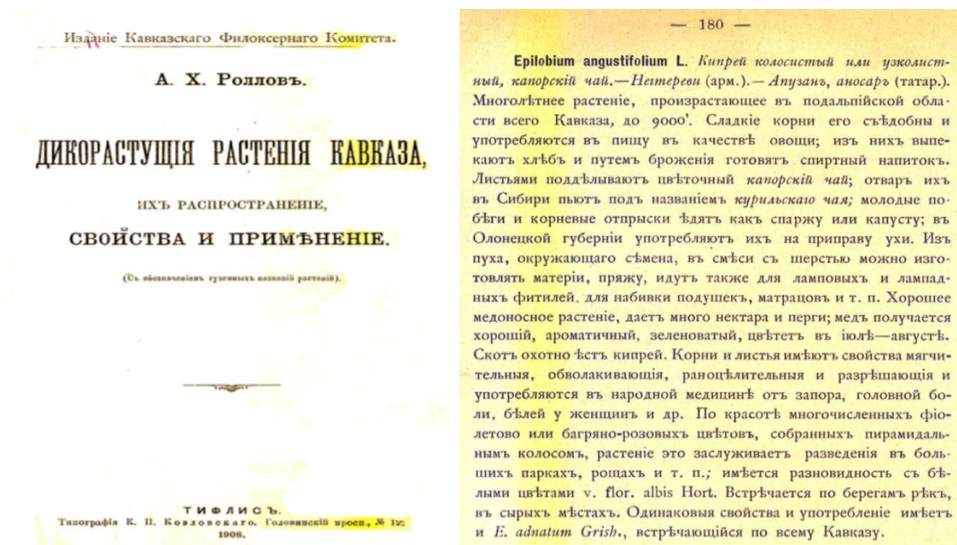 Изданіе Кавказскаго Филоксернаго Комитета.
А. Х. Роллов.
ДИКОРАСТУЩІЯ РАСТЕНІЯ КАВКАЗА,
ИХЪ РАСПРОСТРАНЕНІЕ,
СВОЙСТВА И ПРИМѢНЕНІЕ.
(Съ обозначеніемъ туземныхъ названій растеній).
ТИФЛИСЪ.
Типографія К. П. Козловскаго. Головинскій просп., № 12.
1908.
— 180 —
Epilobium angustifolium L. Кипрей колосистый или узколист-
ный, капорскій чай.—Негтереви (арм.).—Апузанъ, аносаръ (татар.).
Многолѣтнее растеніе, произрастающее въ подальпійской обла-
сти всего Кавказа, до 9000'. Сладкіе корни его съѣдобны и
употребляются въ пищу въ качествѣ овощи; изъ нихъ выпе-
каютъ хлѣбъ и путемъ броженія готовятъ спиртный напитокъ.
Листьями поддѣлываютъ цвѣточный капорскій чай; отваръ ихъ
въ Сибири пьютъ подъ названіемъ курильскаго чая; молодые по-
бѣги и корневые отпрыски ѣдятъ какъ спаржу или капусту; въ
Олонецкой губерніи употребляютъ ихъ на приправу ухи. Изъ
пуха, окружающаго сѣмена, въ смѣси съ шерстью можно изго-
товлять матеріи, пряжу, идутъ также для ламповыхъ и лампад-
ныхъ фитилей, для набивки подушекъ, матрацовъ и т. п. Хорошее
медоносное растеніе, даетъ много нектара и перги; медъ получается
хорошій, ароматичный, зеленоватый, цвѣтетъ въ іюлѣ—августѣ.
Скотъ охотно ѣстъ кипрей. Корни и листья имѣютъ свойства мягчи-
тельныя, обволакивающія, раноцѣлительныя и разрѣшающія и
употребляются въ народной медицинѣ отъ запора, головной бо-
ли, бѣлей у женщинъ и др. По красотѣ многочисленныхъ фіо-
летово или багряно-розовыхъ цвѣтовъ, собранныхъ пирамидаль-
нымъ колосомъ, растеніе это заслуживаетъ разведенія въ боль-
шихъ паркахъ, рощахъ и т. п.; имѣется разновидность съ бѣ-
лыми цвѣтами v. flor. albis Hort. Встрѣчается по берегамъ рѣкъ,
въ сырыхъ мѣстахъ. Одинаковыя свойства и употребленіе имѣетъ
и E. adnatum Grish., встрѣчающійся по всему Кавказу.